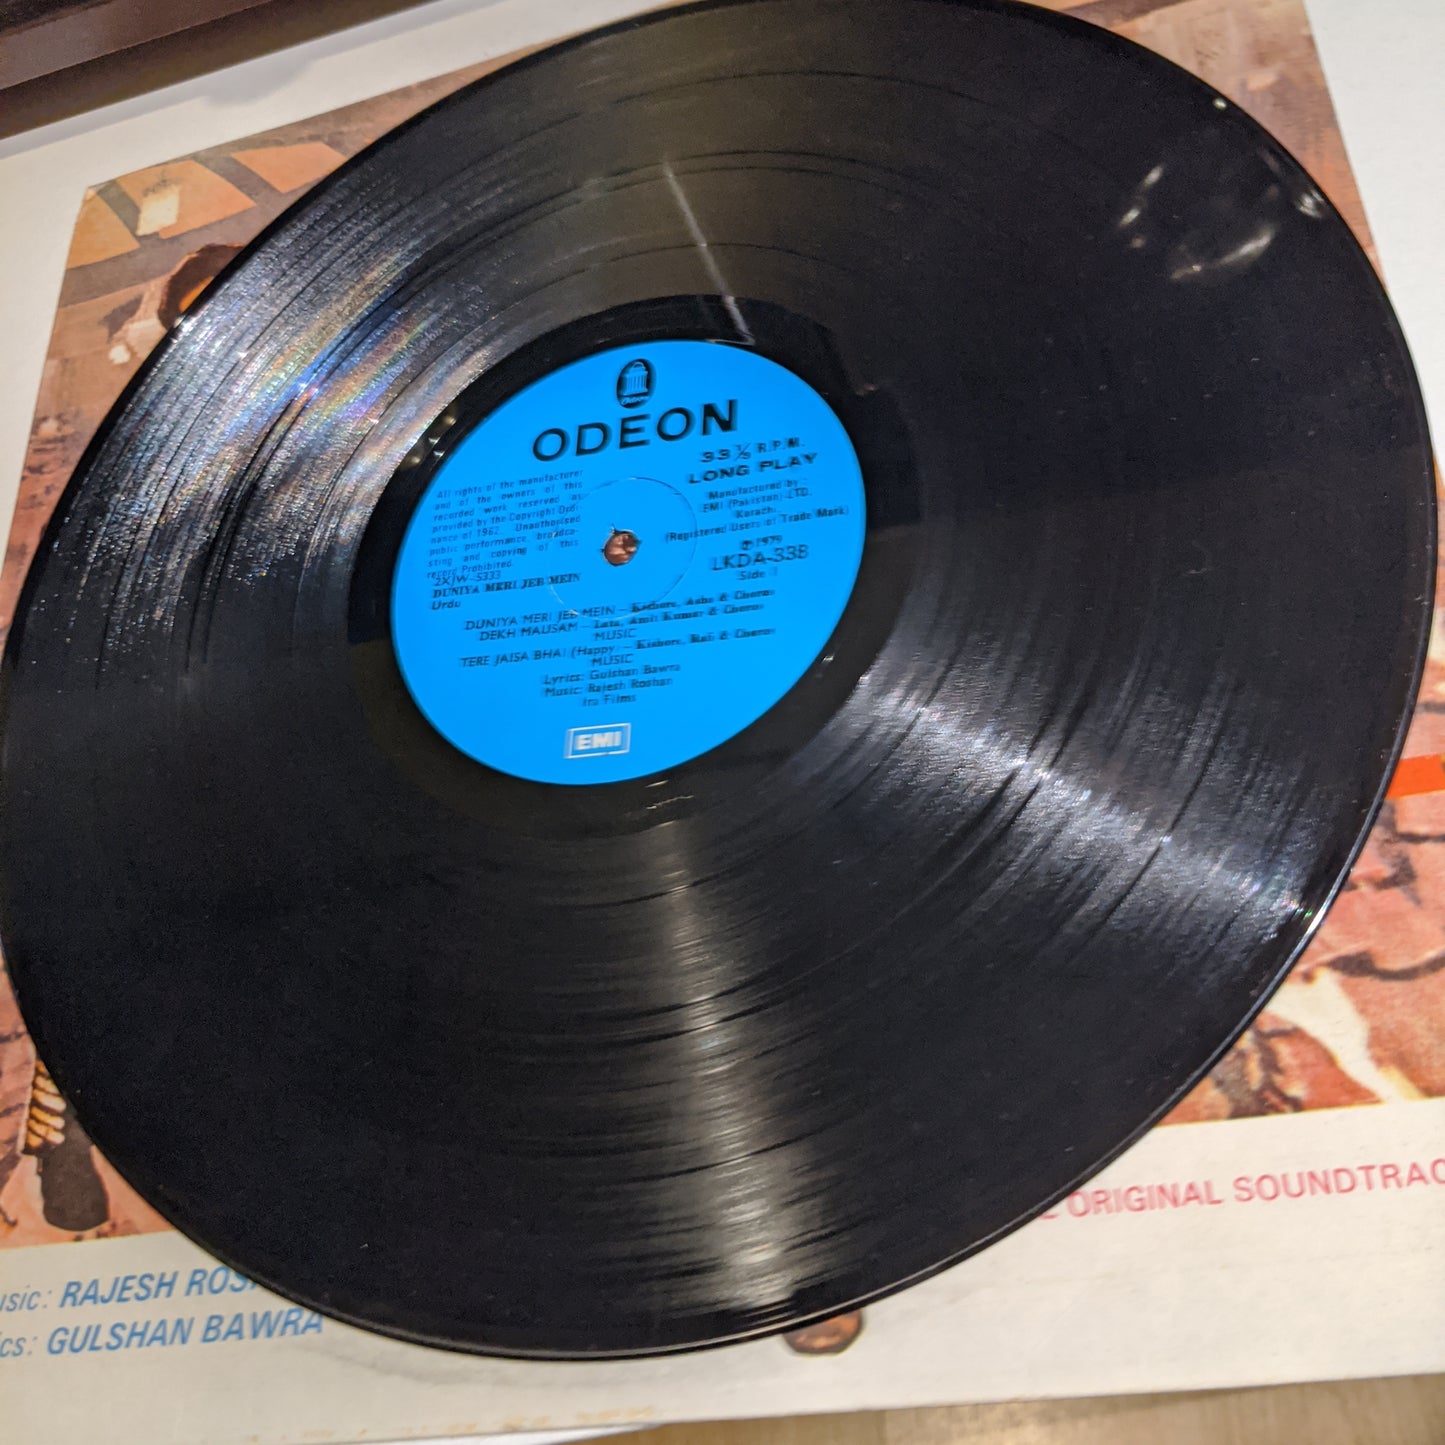 ODEON
33⅓ R.P.M.
LONG PLAY
All rights of the manufacturer
and of the owners of this
recorded work reserved as
provided by the Copyright Ordi-
nance of 1962. Unauthorised
public performance, broadca-
sting and copying of this
record Prohibited.
Manufactured by :
EMI (Pakistan) LTD.
Karachi.
(Registered Users of Trade Mark)
℗ 1979
LKDA-338
Side 1
2XJW-5333
DUNIYA MERI JEB MEIN
Urdu
DUNIYA MERI JEB MEIN – Kishore, Asha & Chorus
DEKH MAUSAM – Lata, Amit Kumar & Chorus
MUSIC
TERE JAISA BHAI (Happy) – Kishore, Rafi & Chorus
MUSIC
Lyrics: Gulshan Bawra
Music: Rajesh Roshan
Ira Films
EMI
ORIGINAL SOUNDTRAC
usic: RAJESH ROS
ics: GULSHAN BAWRA